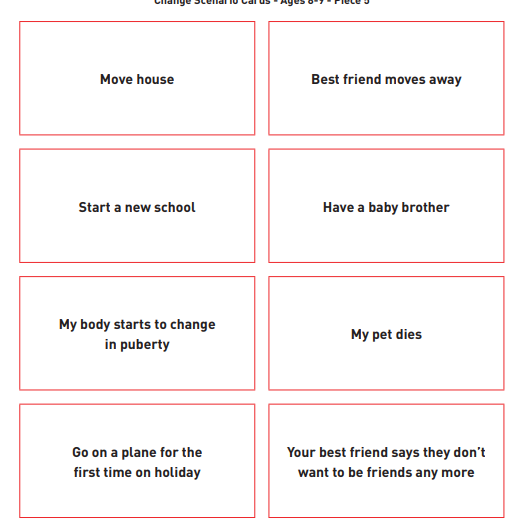 Change Scenario Cards - Ages 8-9 - Piece 5
Move house
Best friend moves away
Start a new school
Have a baby brother
My body starts to change
in puberty
My pet dies
Go on a plane for the
first time on holiday
Your best friend says they don't
want to be friends any more